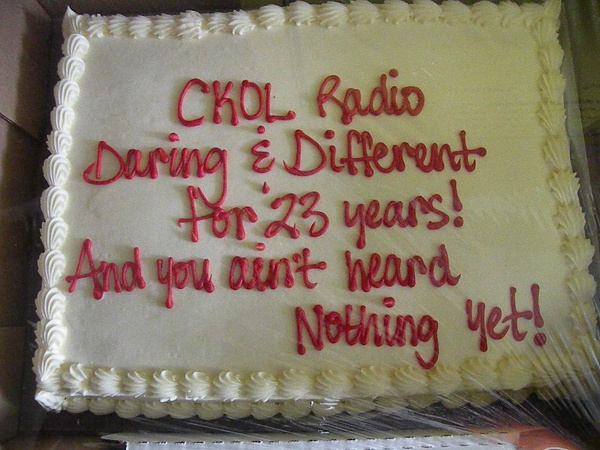 CKOL Radio
Daring & Different
for 23 years!
And you ain't heard
Nothing Yet!